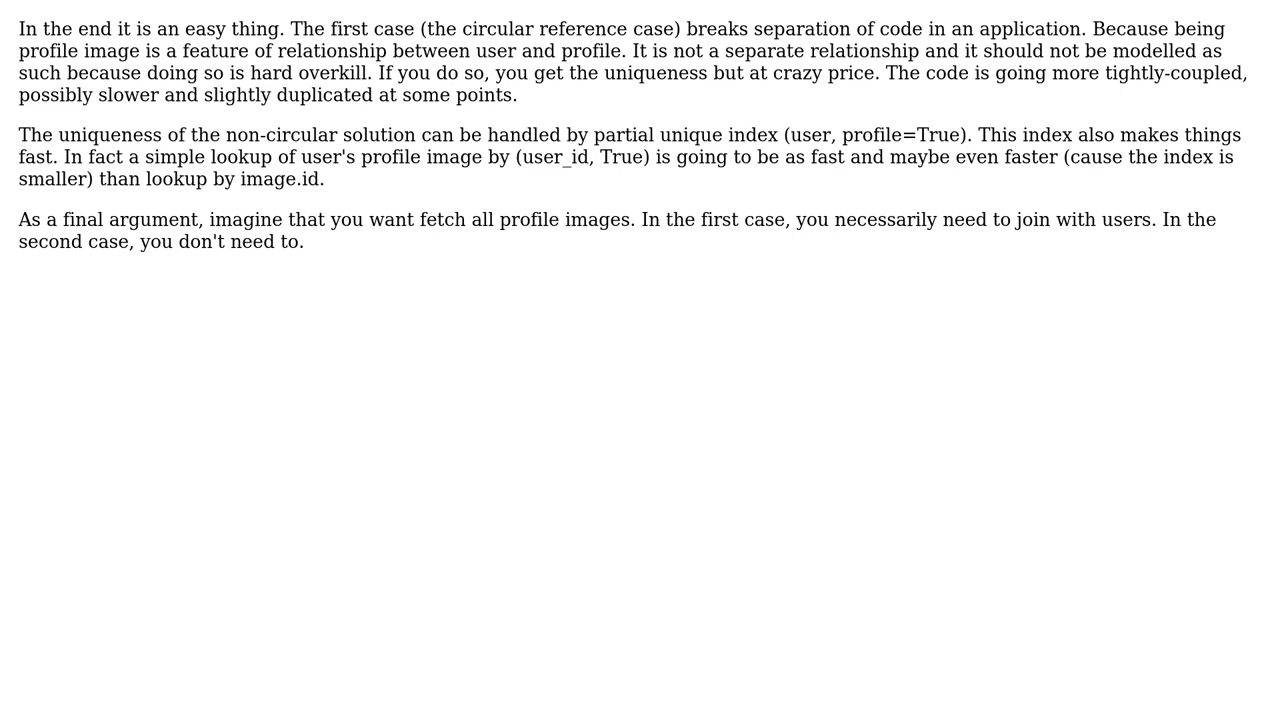 In the end it is an easy thing. The first case (the circular reference case) breaks separation of code in an application. Because being
profile image is a feature of relationship between user and profile. It is not a separate relationship and it should not be modelled as
such because doing so is hard overkill. If you do so, you get the uniqueness but at crazy price. The code is going more tightly-coupled,
possibly slower and slightly duplicated at some points.
The uniqueness of the non-circular solution can be handled by partial unique index (user, profile=True). This index also makes things
fast. In fact a simple lookup of user's profile image by (user_id, True) is going to be as fast and maybe even faster (cause the index is
smaller) than lookup by image.id.
As a final argument, imagine that you want fetch all profile images. In the first case, you necessarily need to join with users. In the
second case, you don't need to.